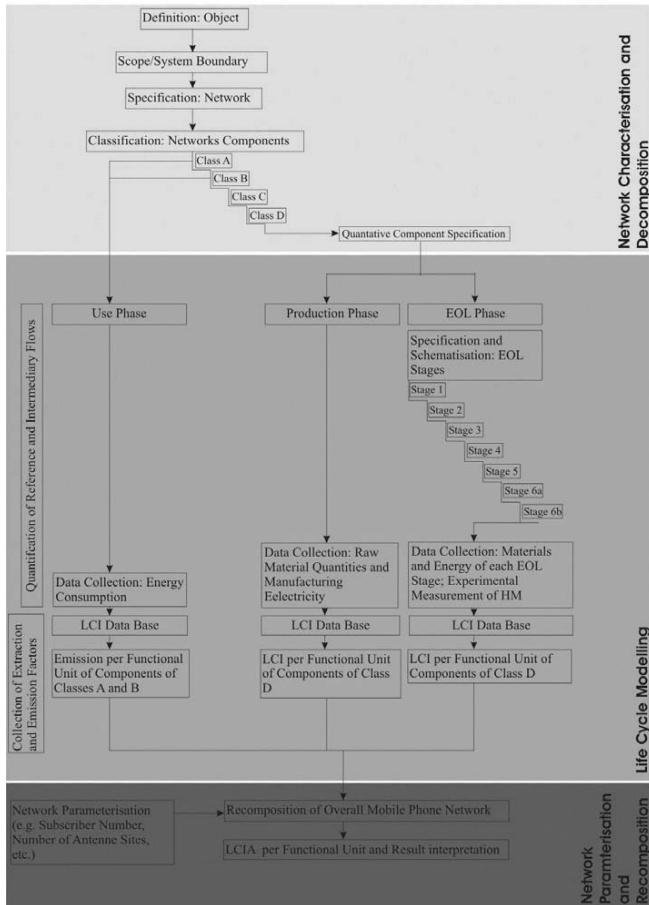 Definition: Object
Scope/System Boundary
Specification: Network
Classification: Networks Components
Class A
Class B
Class C
Class D
Quantative Component Specification
Network Characterisation and
Decomposition
Use Phase
Production Phase
EOL Phase
Specification and
Schematisation: EOL
Stages
Stage 1
Stage 2
Stage 3
Stage 4
Stage 5
Stage 6a
Stage 6b
Quantification of Reference and Intermediary Flows
Data Collection: Energy
Consumption
Data Collection: Raw
Material Quantities and
Manufacturing
Eelectricity
Data Collection: Materials
and Energy of each EOL
Stage; Experimental
Measurement of HM
LCI Data Base
LCI Data Base
LCI Data Base
Collection of Extraction
and Emission Factors
Emission per Functional
Unit of Components of
Classes A and B
LCI per Functional Unit
of Components of Class
D
LCI per Functional Unit of
Components of Class D
Life Cycle Modelling
Network Parameterisation
(e.g. Subscriber Number,
Number of Antenne Sites,
etc.)
Recomposition of Overall Mobile Phone Network
LCIA per Functional Unit and Result interpretation
Network
Paramterisation
and
Recomposition